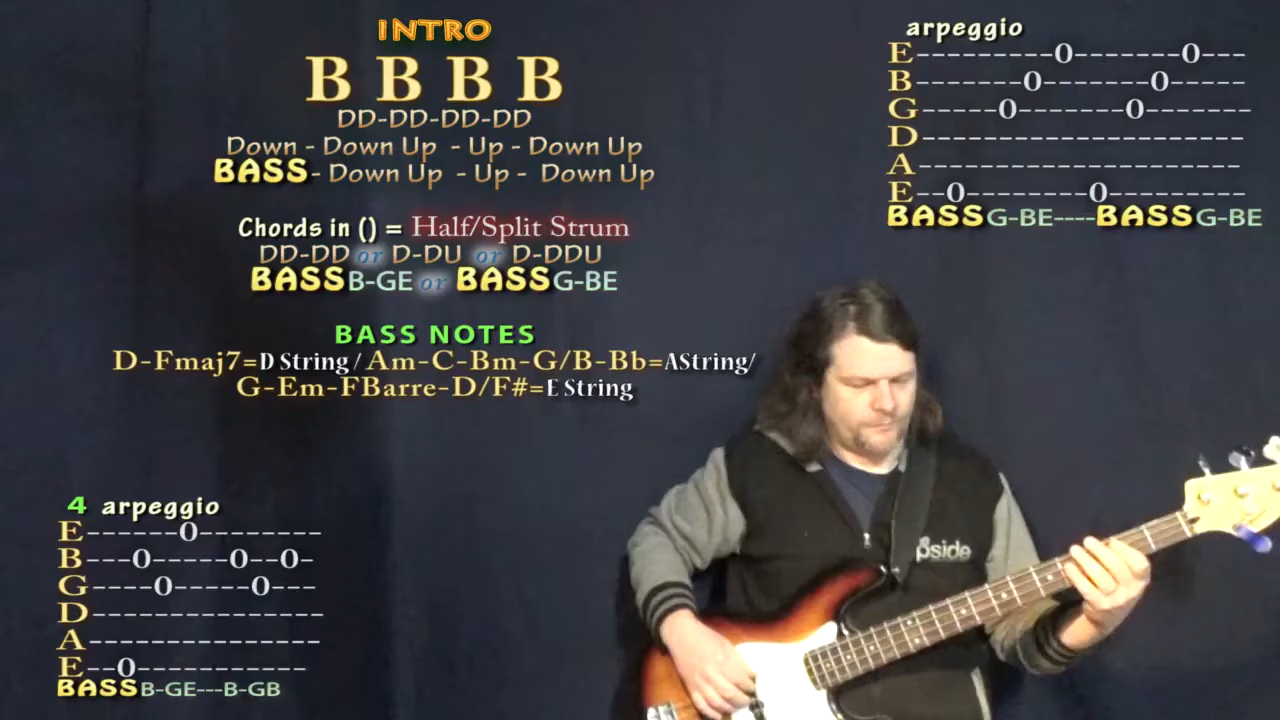 INTRO
B B B B
DD-DD-DD-DD
Down - Down Up - Up - Down Up
BASS - Down Up - Up - Down Up
Chords in () = Half/Split Strum
DD-DD or D-DU or D-DDU
BASS B-GE or BASS G-BE
BASS NOTES
D-Fmaj7=D String / Am-C-Bm-G/B-Bb=AString/
G-Em-FBarre-D/F#=E String
arpeggio
E---------0-------0---
B-------0-------0-----
G-----0-------0-------
D---------------------
A---------------------
E--0--------0---------
BASSG-BE----BASSG-BE
4 arpeggio
E------0--------
B---0-----0--0-
G----0-----0----
D---------------
A---------------
E--0-----------
BASSB-GE---B-GB
pside